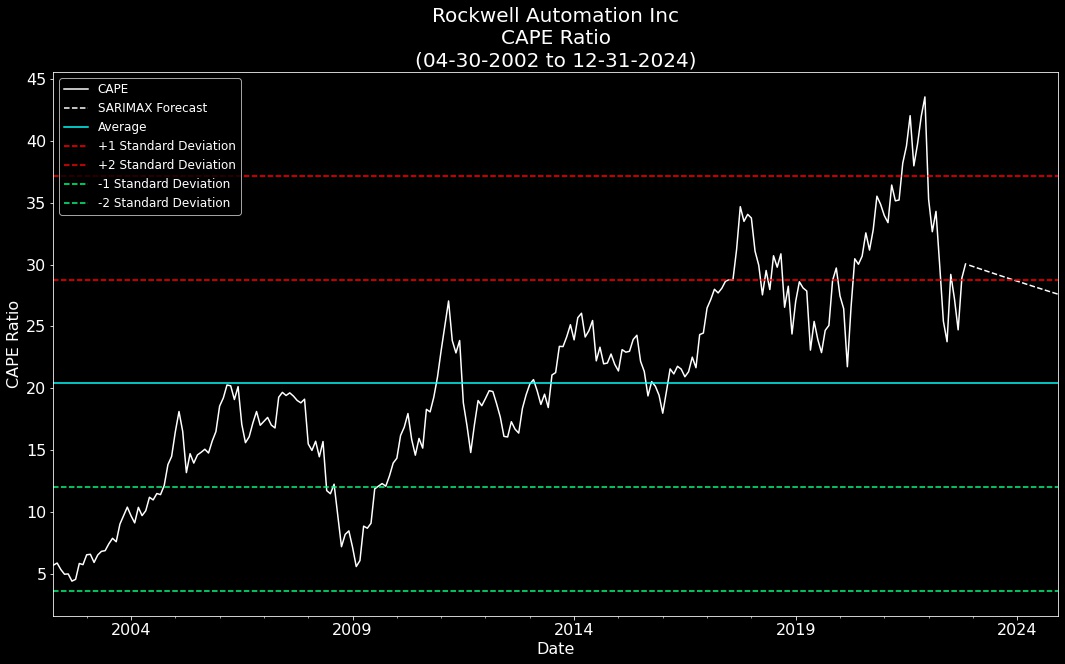 Rockwell Automation Inc
CAPE Ratio
(04-30-2002 to 12-31-2024)
CAPE
SARIMAX Forecast
Average
+1 Standard Deviation
+2 Standard Deviation
-1 Standard Deviation
-2 Standard Deviation
45
40
35
30
25
20
15
10
5
CAPE Ratio
2004
2009
2014
2019
2024
Date